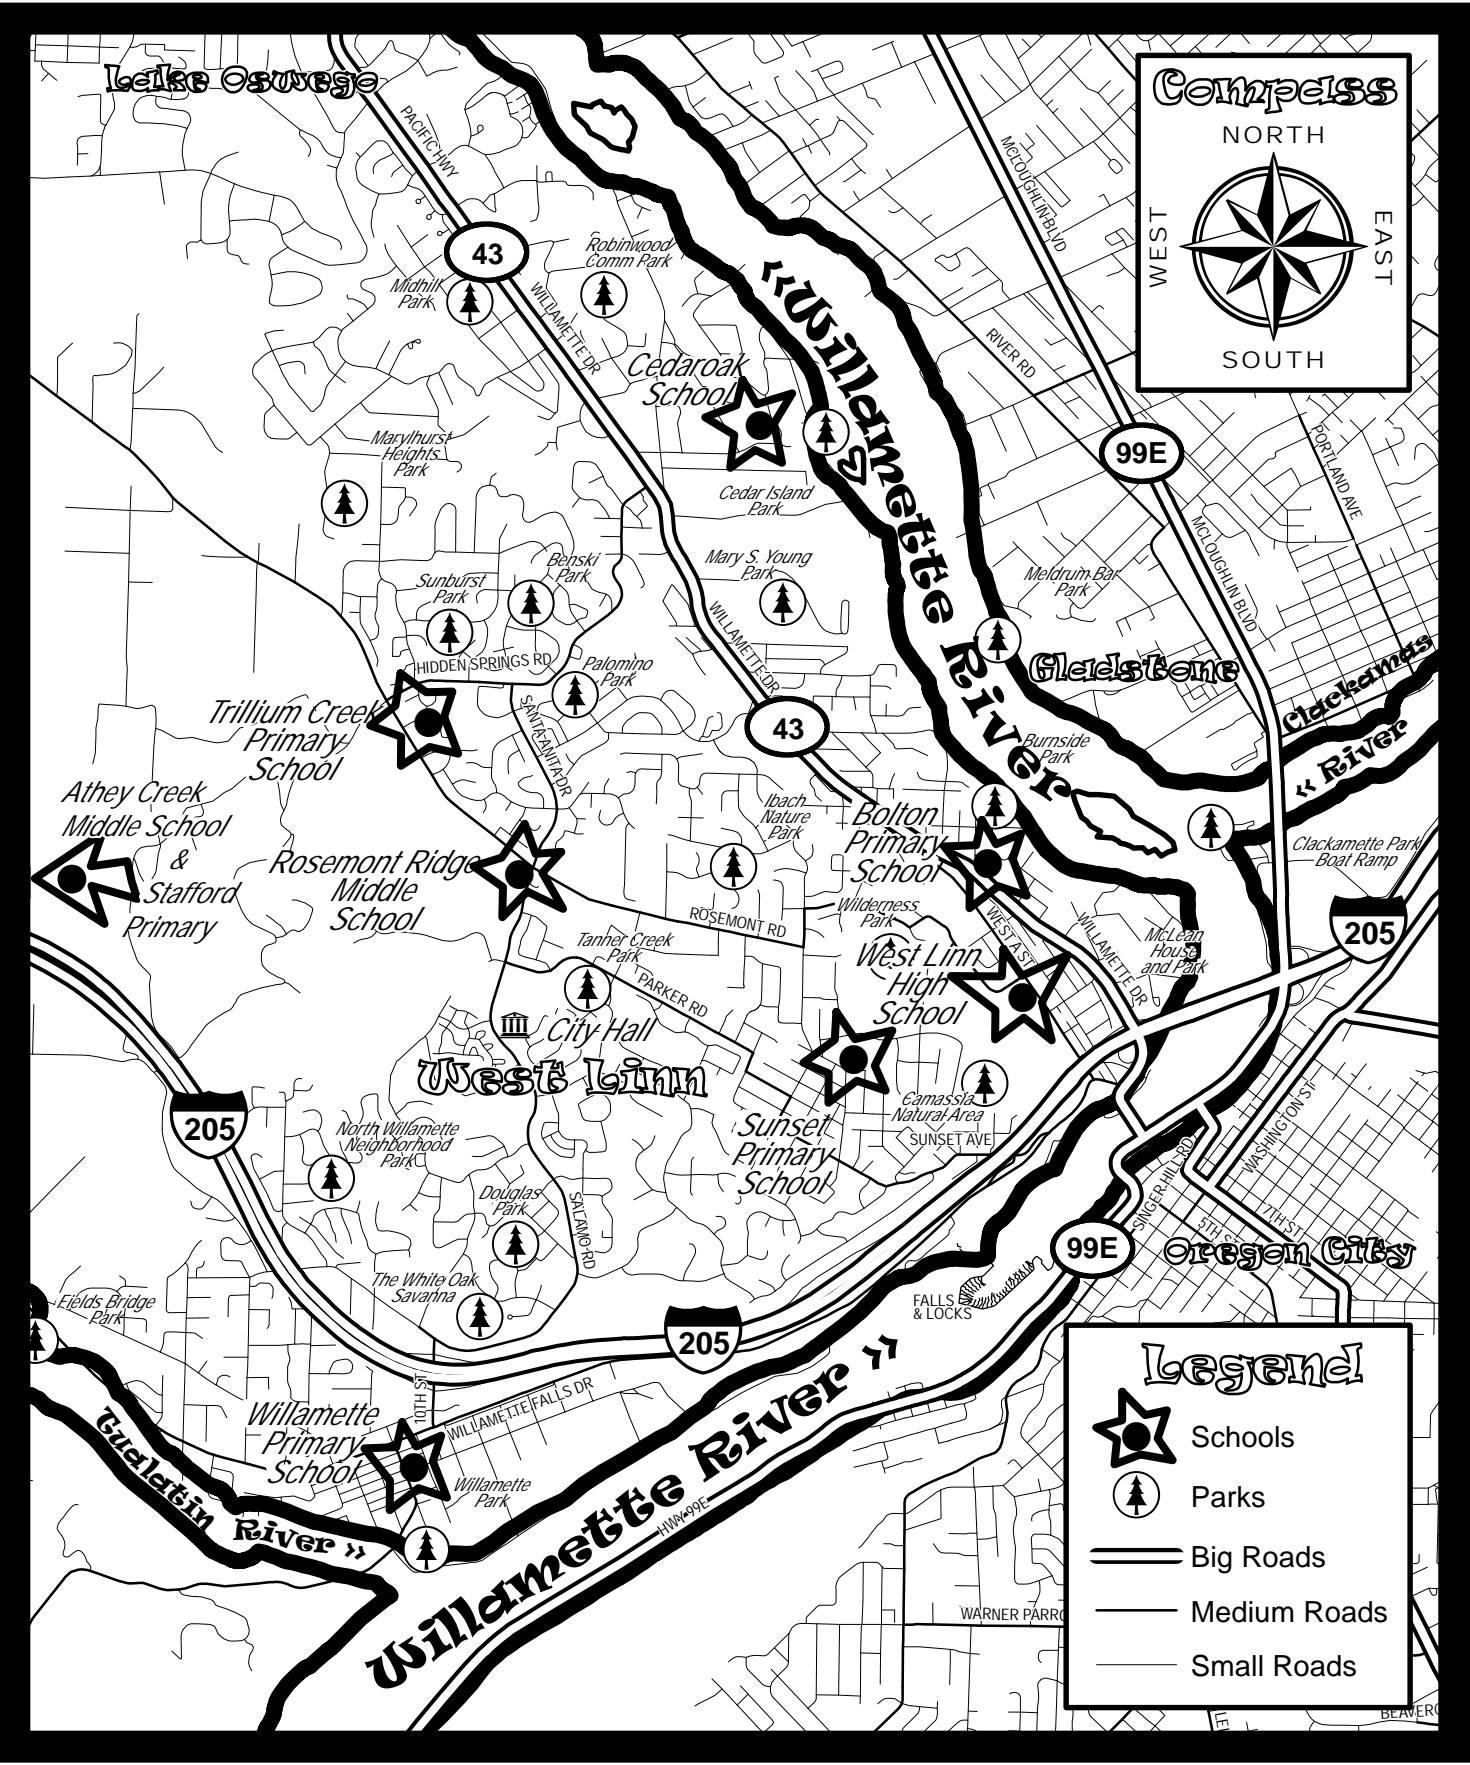 Lake Oswego
PACIFIC HWY
43
Robinwood
Comm Park
Midhill
Park
WILLAMETTE DR
MCLOUGHLIN BLVD
Compass
NORTH
WEST
EAST
SOUTH
RIVER RD
Cedaroak
School
« Willamette River
99E
PORTLAND AVE
Marylhurst
Heights
Park
Cedar Island
Park
MCLOUGHLIN BLVD
Benski
Park
Sunburst
Park
Mary S. Young
Park
Meldrum Bar
Park
WILLAMETTE DR
HIDDEN SPRINGS RD
Palomino
Park
SANTA ANITA DR
Gladstone
Clackamas
« River
Trillium Creek
Primary
School
43
Burnside
Park
Athey Creek
Middle School
&
Stafford
Primary
Ibach
Nature
Park
Bolton
Primary
School
Clackamette Park
Boat Ramp
Rosemont Ridge
Middle
School
ROSEMONT RD
Wilderness
Park
WEST A ST
WILLAMETTE DR
McLean
House
and Park
205
Tanner Creek
Park
PARKER RD
West Linn
High
School
City Hall
West Linn
205
North Willamette
Neighborhood
Park
Camassia
Natural Area
SUNSET AVE
Sunset
Primary
School
WASHINGTON ST
SINGER HILL RD
7TH ST
5TH ST
Douglas
Park
SALAMO RD
99E
Oregon City
The White Oak
Savanna
Fields Bridge
Park
FALLS
& LOCKS
205
10TH ST
WILLAMETTE FALLS DR
Willamette
Primary
School
Willamette
Park
Tualatin River »
Willamette River »
HWY 99E
WARNER PARRO
Legend
Schools
Parks
Big Roads
Medium Roads
Small Roads
BEAVERC